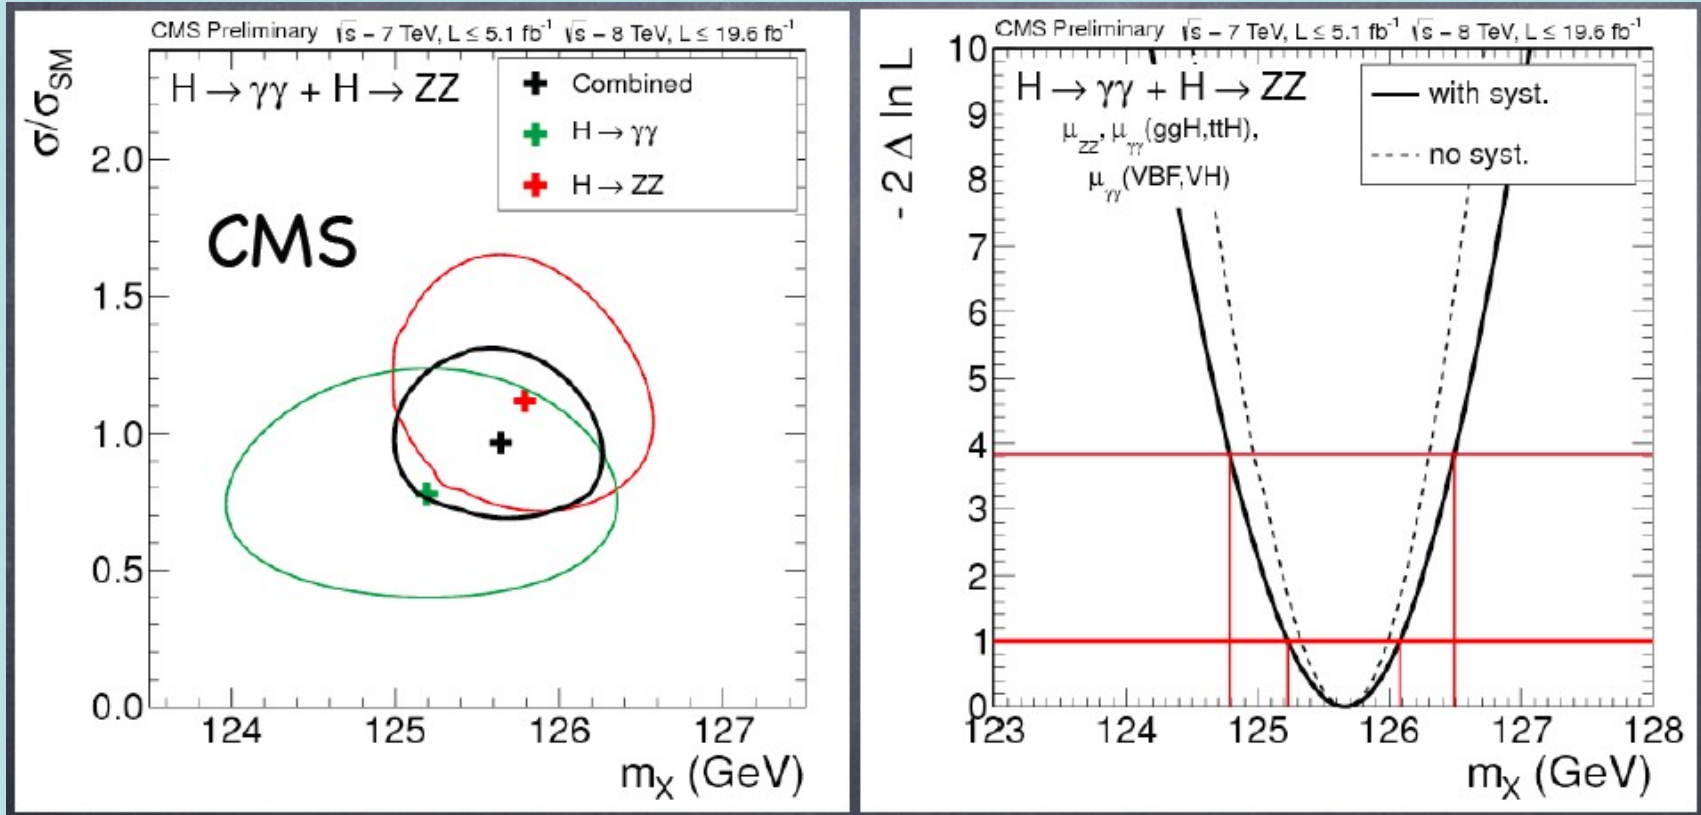 CMS Preliminary √s – 7 TeV, L ≤ 5.1 fb⁻¹ √s – 8 TeV, L ≤ 19.6 fb⁻¹
σ/σSM
H → γγ + H → ZZ
Combined
H → γγ
H → ZZ
CMS
2.0
1.5
1.0
0.5
0.0
124 125 126 127
mX (GeV)
CMS Preliminary √s – 7 TeV, L ≤ 5.1 fb⁻¹ √s – 8 TeV, L ≤ 19.6 fb⁻¹
- 2 Δ ln L
H → γγ + H → ZZ
μZZ, μγγ(ggH,ttH),
μγγ(VBF,VH)
with syst.
no syst.
10
9
8
7
6
5
4
3
2
1
0
123 124 125 126 127 128
mX (GeV)